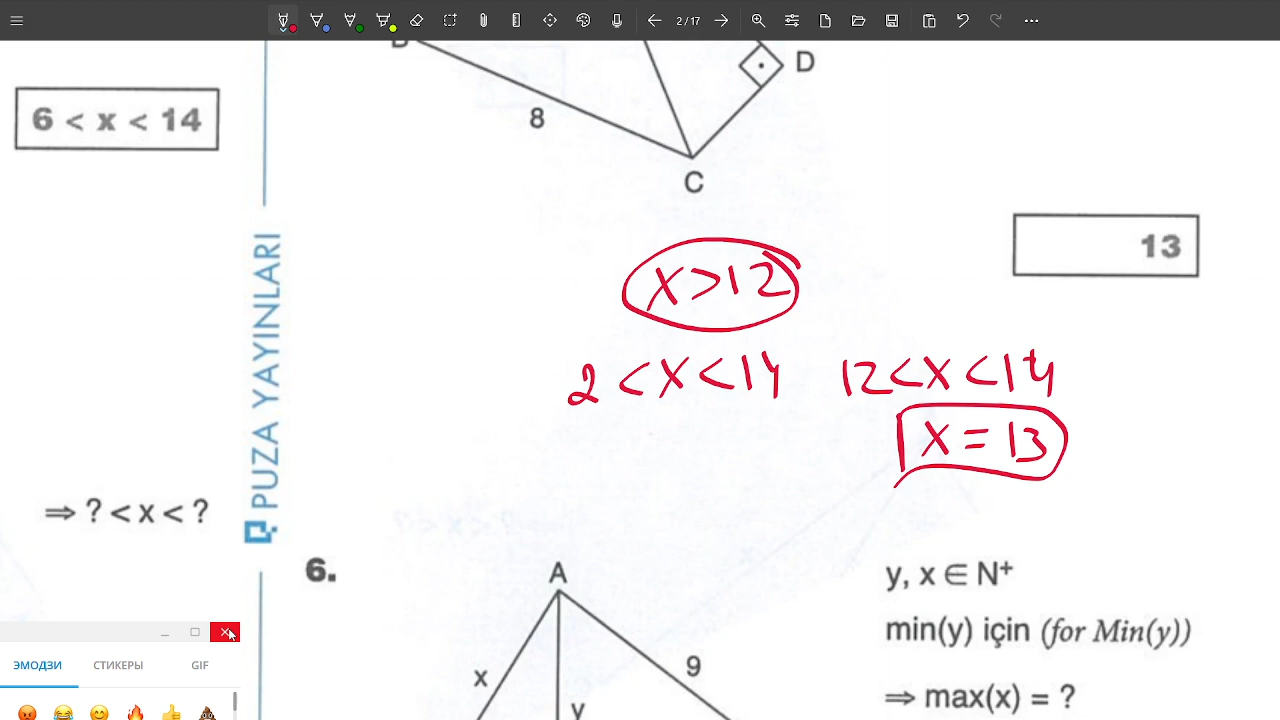 2 / 17
B
D
8
C
6 < x < 14
13
x>12
2<x<14
12<x<14
x = 13
PUZA YAYINLARI
⇒ ? < x < ?
6.
A
x
y
9
y, x ∈ N⁺
min(y) için (for Min(y))
⇒ max(x) = ?
ЭМОДЗИ СТИКЕРЫ GIF